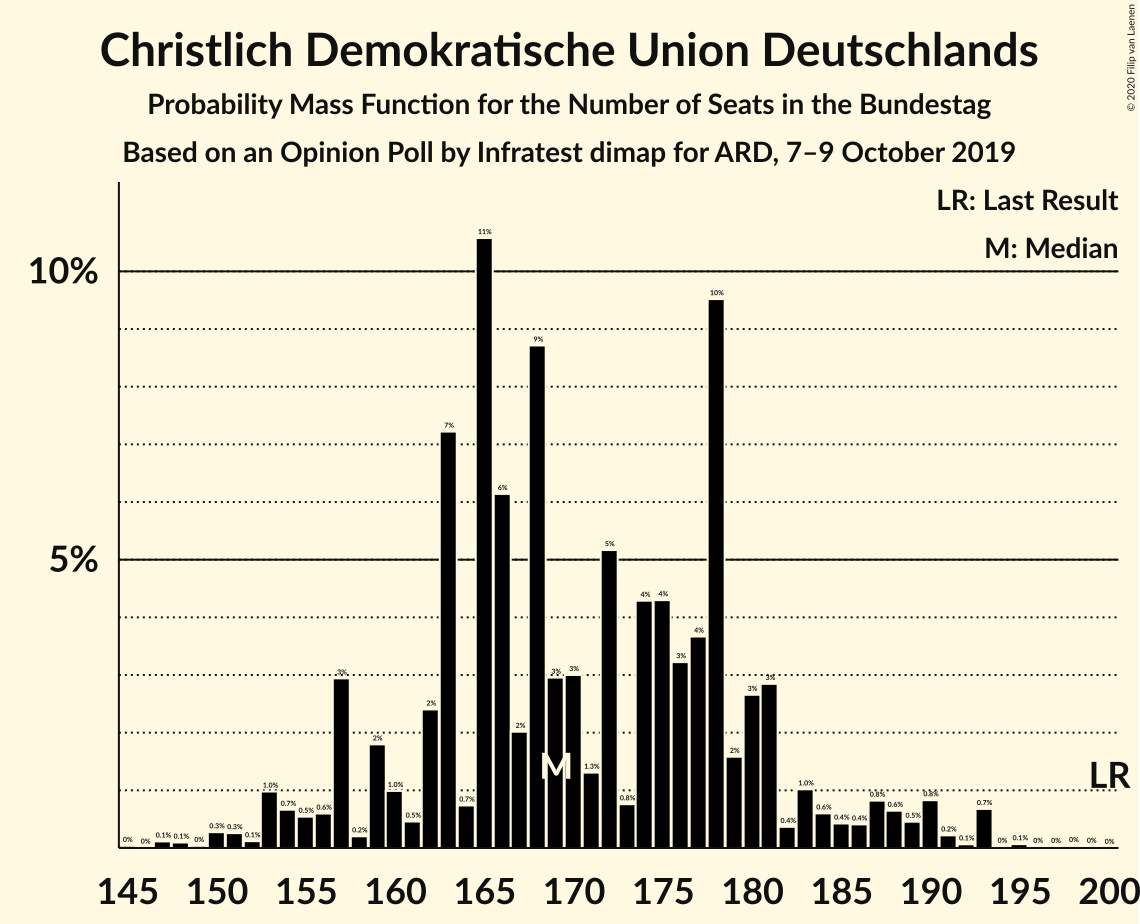 Christlich Demokratische Union Deutschlands
Probability Mass Function for the Number of Seats in the Bundestag
Based on an Opinion Poll by Infratest dimap for ARD, 7–9 October 2019
© 2020 Filip van Laenen
LR: Last Result
M: Median
10%
5%
0% 0% 0.1% 0.1% 0% 0.3% 0.3% 0.1% 1.0% 0.7% 0.5% 0.6% 3% 0.2% 2% 1.0% 0.5% 2% 7% 0.7% 11% 6% 2% 9% 3% 3% 1.3% 5% 0.8% 4% 4% 3% 4% 10% 2% 3% 3% 0.4% 1.0% 0.6% 0.4% 0.4% 0.8% 0.6% 0.5% 0.8% 0.2% 0.1% 0.7% 0% 0.1% 0% 0% 0% 0% 0%
M
LR
145 150 155 160 165 170 175 180 185 190 195 200